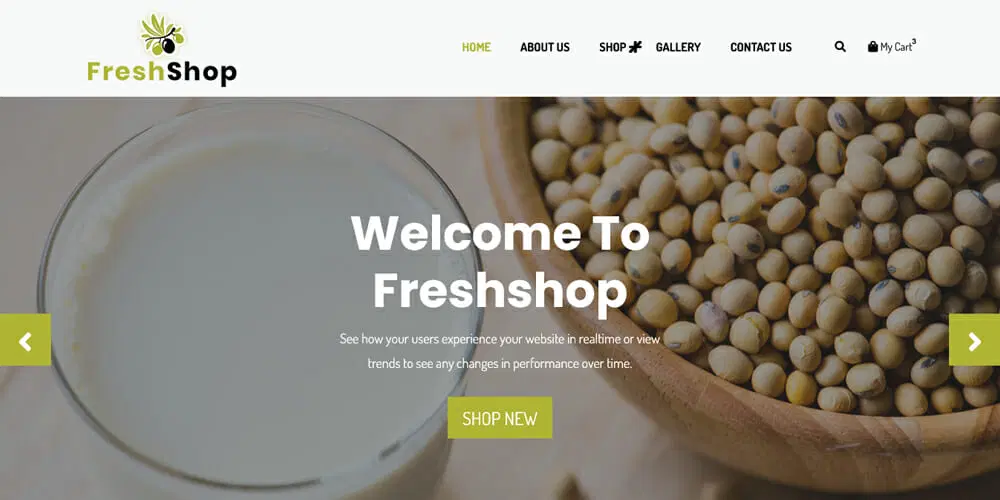 FreshShop
HOME ABOUT US SHOP GALLERY CONTACT US My Cart 3
Welcome To
Freshshop
See how your users experience your website in realtime or view
trends to see any changes in performance over time.
SHOP NEW